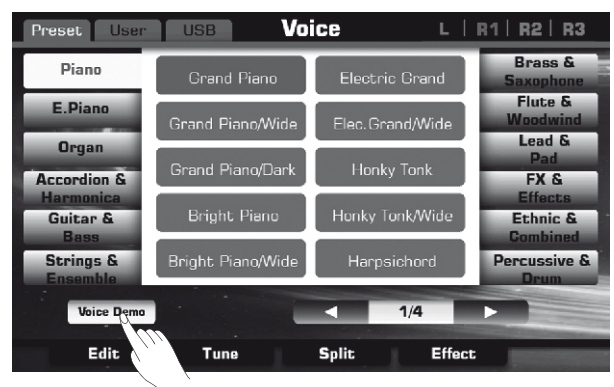 Preset User USB Voice L R1 R2 R3
Piano
E.Piano
Organ
Accordion &
Harmonica
Guitar &
Bass
Strings &
Ensemble
Grand Piano
Electric Grand
Grand Piano/Wide
Elec.Grand/Wide
Grand Piano/Dark
Honky Tonk
Bright Piano
Honky Tonk/Wide
Bright Piano/Wide
Harpsichord
Brass &
Saxophone
Flute &
Woodwind
Lead &
Pad
FX &
Effects
Ethnic &
Combined
Percussive &
Drum
Voice Demo
1/4
Edit Tune Split Effect